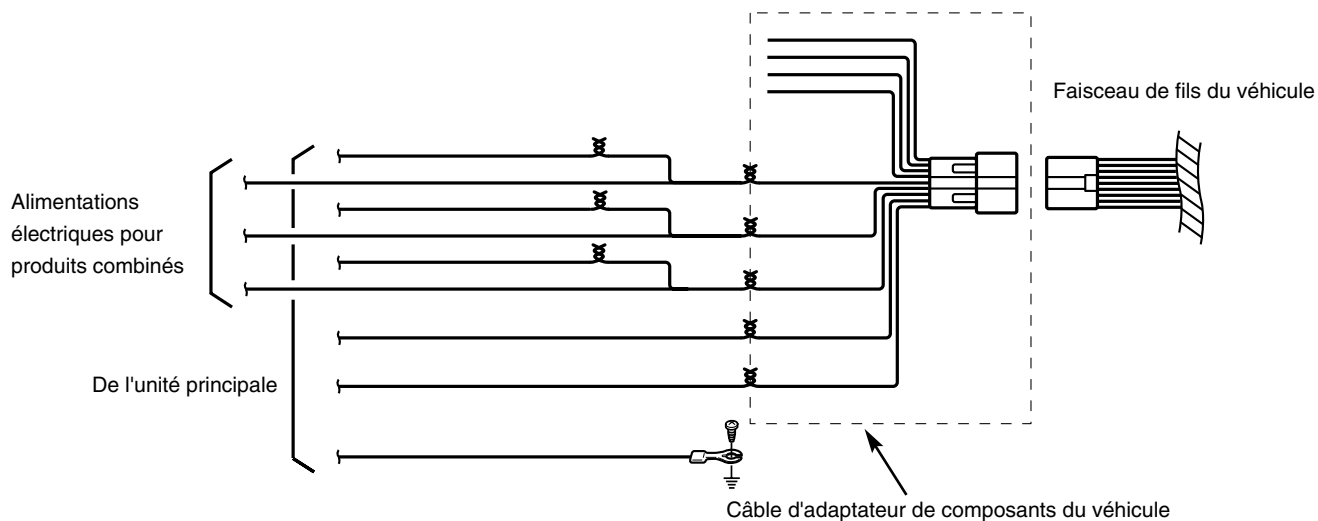 Faisceau de fils du véhicule
Alimentations
électriques pour
produits combinés
De l'unité principale
Câble d'adaptateur de composants du véhicule